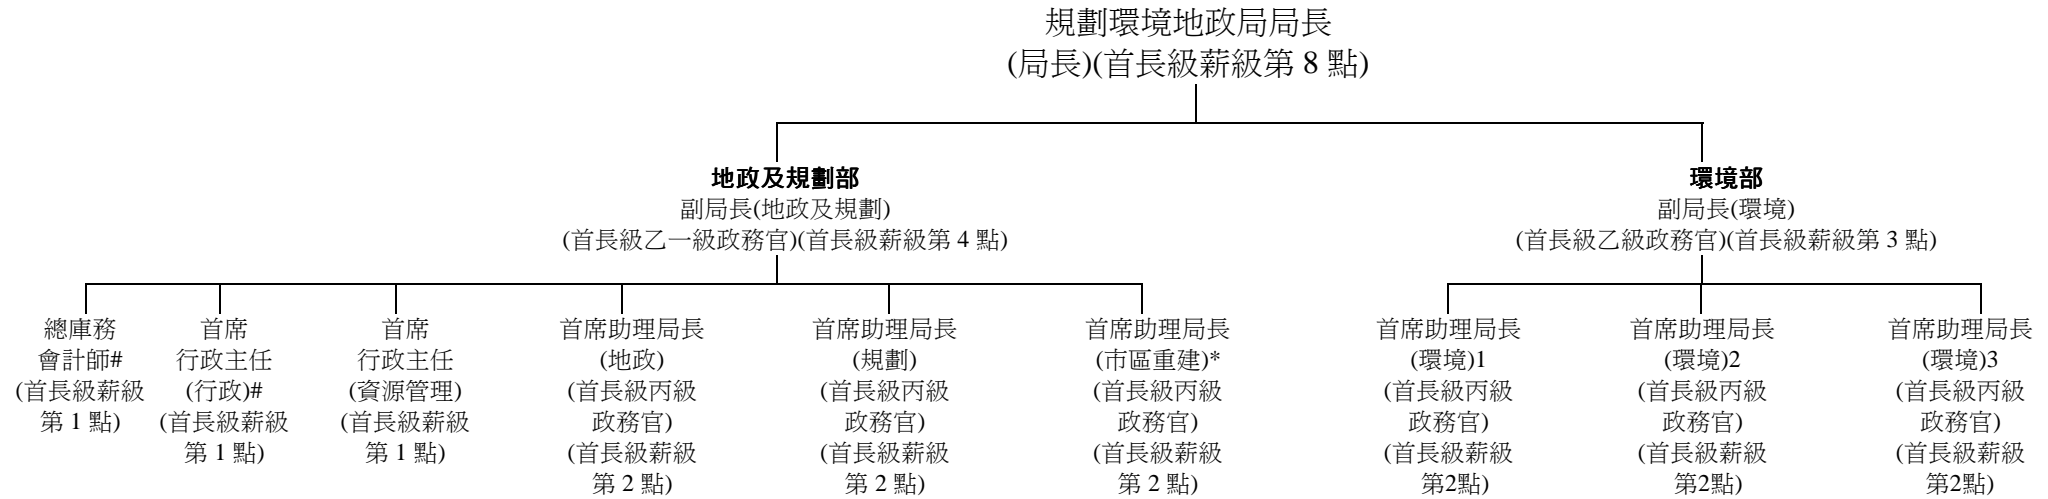 規劃環境地政局局長
(局長)(首長級薪級第 8 點)
地政及規劃部
副局長(地政及規劃)
(首長級乙一級政務官)(首長級薪級第 4 點)
環境部
副局長(環境)
(首長級乙級政務官)(首長級薪級第 3 點)
總庫務
會計師#
(首長級薪級
第 1 點)
首席
行政主任
(行政)#
(首長級薪級
第 1 點)
首席
行政主任
(資源管理)
(首長級薪級
第 1 點)
首席助理局長
(地政)
(首長級丙級
政務官)
(首長級薪級
第 2 點)
首席助理局長
(規劃)
(首長級丙級
政務官)
(首長級薪級
第 2 點)
首席助理局長
(市區重建)*
(首長級丙級
政務官)
(首長級薪級
第 2 點)
首席助理局長
(環境)1
(首長級丙級
政務官)
(首長級薪級
第2點)
首席助理局長
(環境)2
(首長級丙級
政務官)
(首長級薪級
第2點)
首席助理局長
(環境)3
(首長級丙級
政務官)
(首長級薪級
第2點)